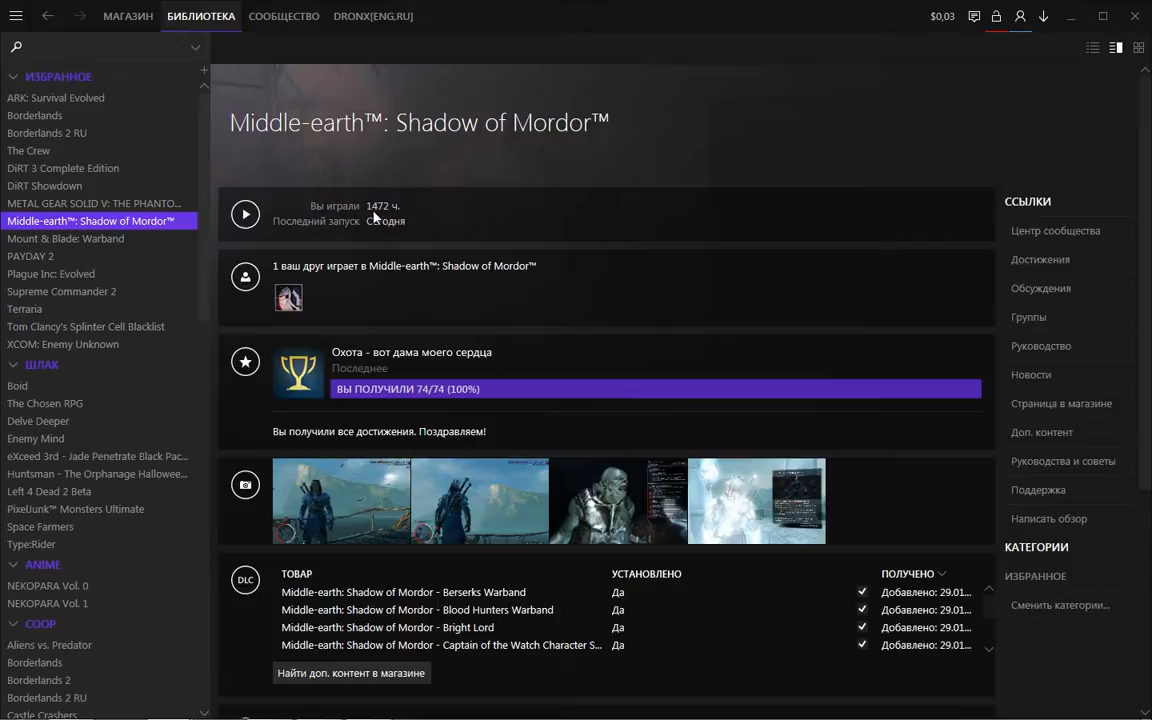 МАГАЗИН
БИБЛИОТЕКА
СООБЩЕСТВО
DRONX[ENG,RU]
$0,03
ИЗБРАННОЕ
ARK: Survival Evolved
Borderlands
Borderlands 2 RU
The Crew
DiRT 3 Complete Edition
DiRT Showdown
METAL GEAR SOLID V: THE PHANTO...
Middle-earth™: Shadow of Mordor™
Mount & Blade: Warband
PAYDAY 2
Plague Inc: Evolved
Supreme Commander 2
Terraria
Tom Clancy's Splinter Cell Blacklist
XCOM: Enemy Unknown
ШЛАК
Boid
The Chosen RPG
Delve Deeper
Enemy Mind
eXceed 3rd - Jade Penetrate Black Pac...
Huntsman - The Orphanage Hallowee...
Left 4 Dead 2 Beta
PixelJunk™ Monsters Ultimate
Space Farmers
Type:Rider
ANIME
NEKOPARA Vol. 0
NEKOPARA Vol. 1
COOP
Aliens vs. Predator
Borderlands
Borderlands 2
Borderlands 2 RU
Castle Crashers
Middle-earth™: Shadow of Mordor™
Вы играли 1472 ч.
Последний запуск Сегодня
1 ваш друг играет в Middle-earth™: Shadow of Mordor™
Охота - вот дама моего сердца
Последнее
ВЫ ПОЛУЧИЛИ 74/74 (100%)
Вы получили все достижения. Поздравляем!
DLC
ТОВАР УСТАНОВЛЕНО ПОЛУЧЕНО
Middle-earth: Shadow of Mordor - Berserks Warband Да Добавлено: 29.01...
Middle-earth: Shadow of Mordor - Blood Hunters Warband Да Добавлено: 29.01...
Middle-earth: Shadow of Mordor - Bright Lord Да Добавлено: 29.01...
Middle-earth: Shadow of Mordor - Captain of the Watch Character S... Да Добавлено: 29.01...
Найти доп. контент в магазине
ССЫЛКИ
Центр сообщества
Достижения
Обсуждения
Группы
Руководство
Новости
Страница в магазине
Доп. контент
Руководства и советы
Поддержка
Написать обзор
КАТЕГОРИИ
ИЗБРАННОЕ
Сменить категории...